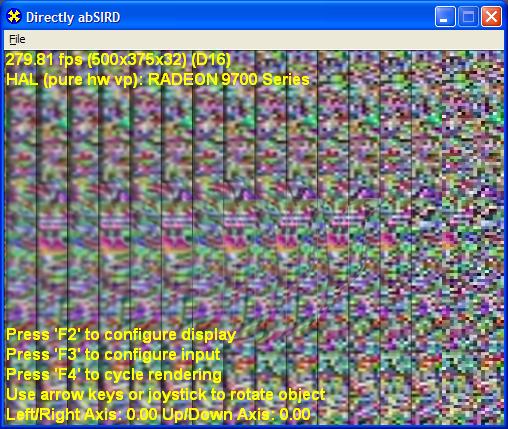 Directly abSIRD
File
279.81 fps (500x375x32) (D16)
HAL (pure hw vp): RADEON 9700 Series
Press 'F2' to configure display
Press 'F3' to configure input
Press 'F4' to cycle rendering
Use arrow keys or joystick to rotate object
Left/Right Axis: 0.00 Up/Down Axis: 0.00